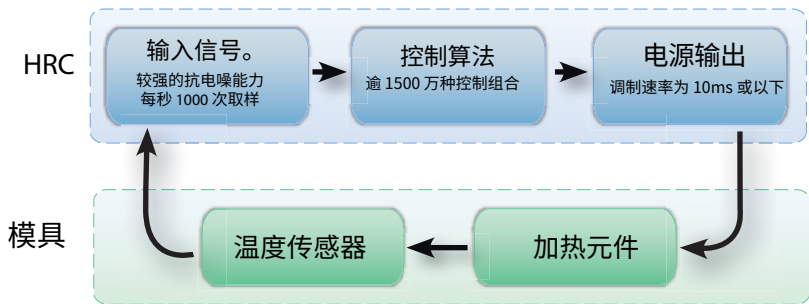 HRC
输入信号。
较强的抗电噪能力
每秒 1000 次取样
控制算法
逾 1500 万种控制组合
电源输出
调制速率为 10ms 或以下
模具
温度传感器
加热元件